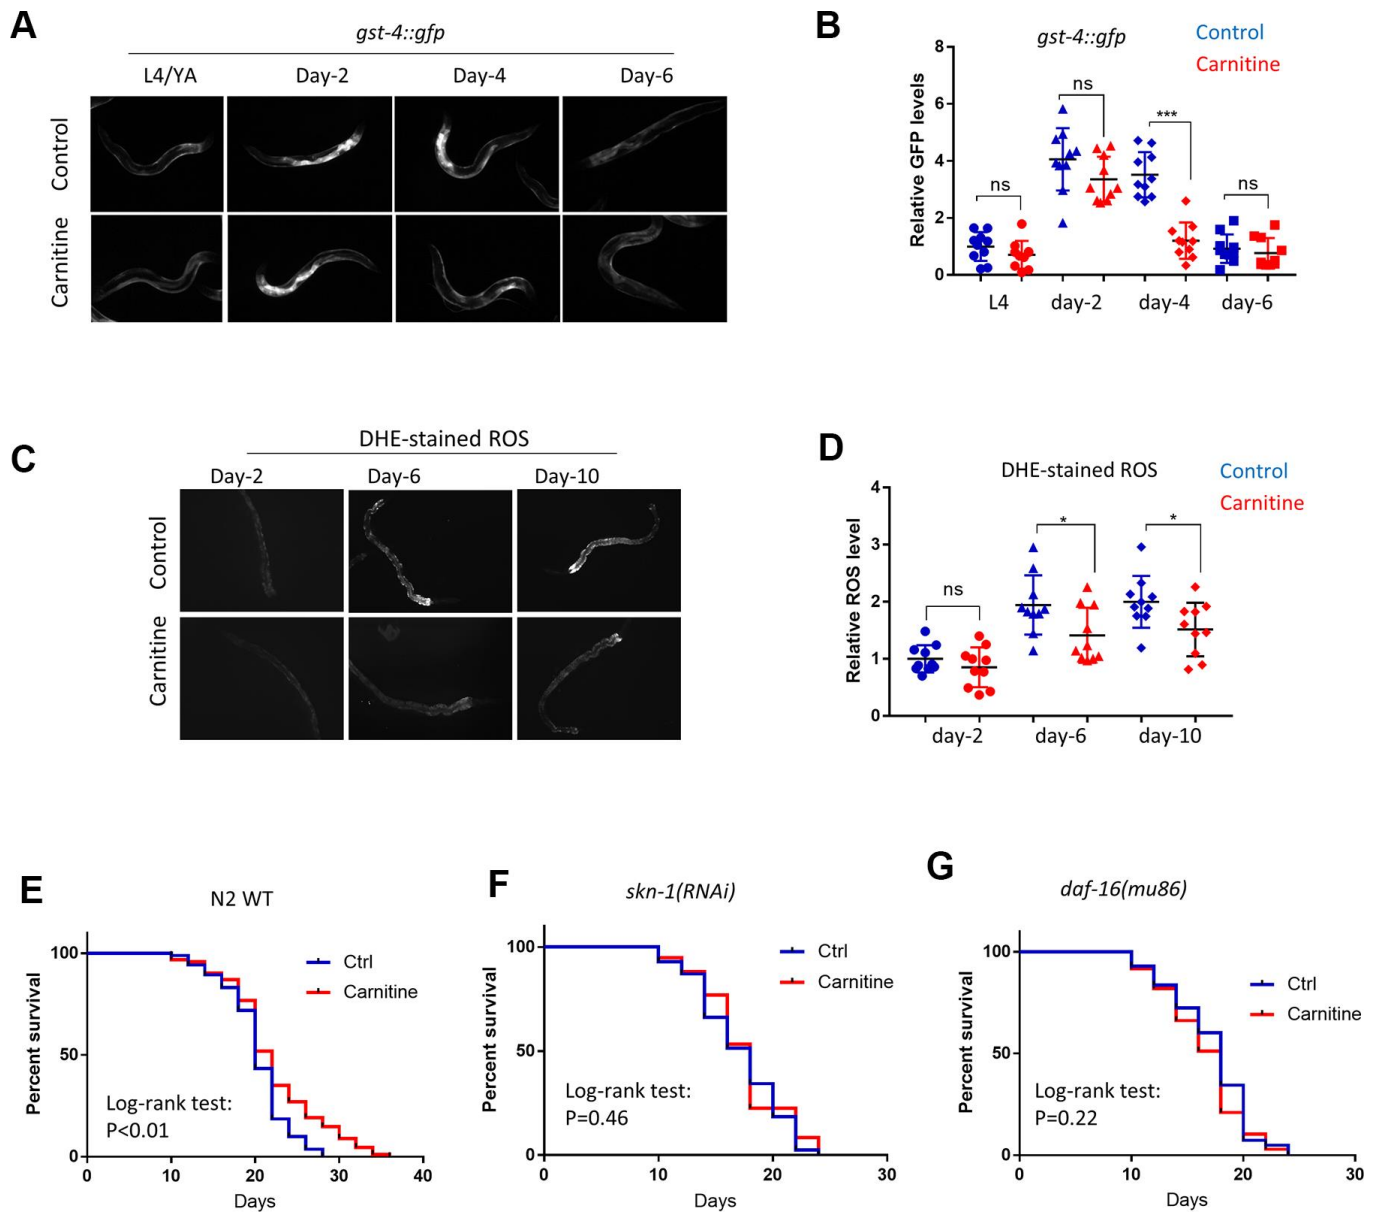 A
gst-4::gfp
L4/YA Day-2 Day-4 Day-6
Control
Carnitine
B
gst-4::gfp
Control
Carnitine
Relative GFP levels
8
6
4
2
0
ns
ns
***
ns
L4 day-2 day-4 day-6
C
DHE-stained ROS
Day-2 Day-6 Day-10
Control
Carnitine
D
DHE-stained ROS
Control
Carnitine
Relative ROS level
4
3
2
1
0
ns
*
*
day-2 day-6 day-10
E
N2 WT
Percent survival
100
50
0
Ctrl
Carnitine
Log-rank test:
P<0.01
0 10 20 30 40
Days
F
skn-1(RNAi)
Percent survival
100
50
0
Ctrl
Carnitine
Log-rank test:
P=0.46
0 10 20 30
Days
G
daf-16(mu86)
Percent survival
100
50
0
Ctrl
Carnitine
Log-rank test:
P=0.22
0 10 20 30
Days